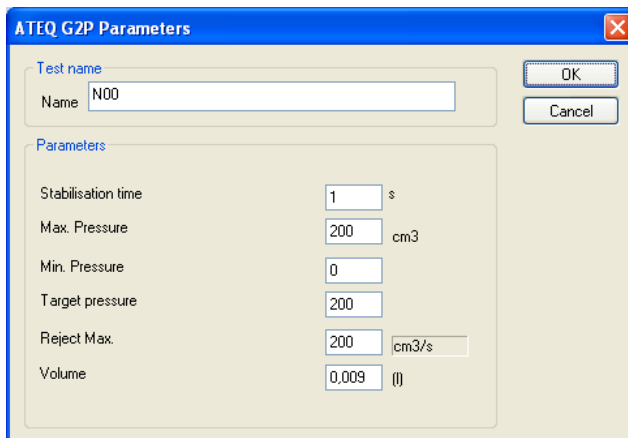 ATEQ G2P Parameters
Test name
Name N00
OK
Cancel
Parameters
Stabilisation time 1 s
Max. Pressure 200 cm3
Min. Pressure 0
Target pressure 200
Reject Max. 200 cm3/s
Volume 0,009 (l)